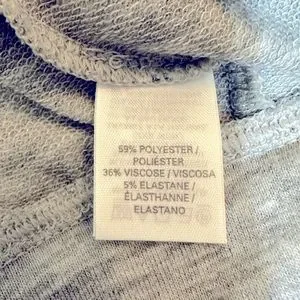 59% POLYESTER /
POLIÉSTER
36% VISCOSE / VISCOSA
5% ELASTANE /
ÉLASTHANNE /
ELASTANO